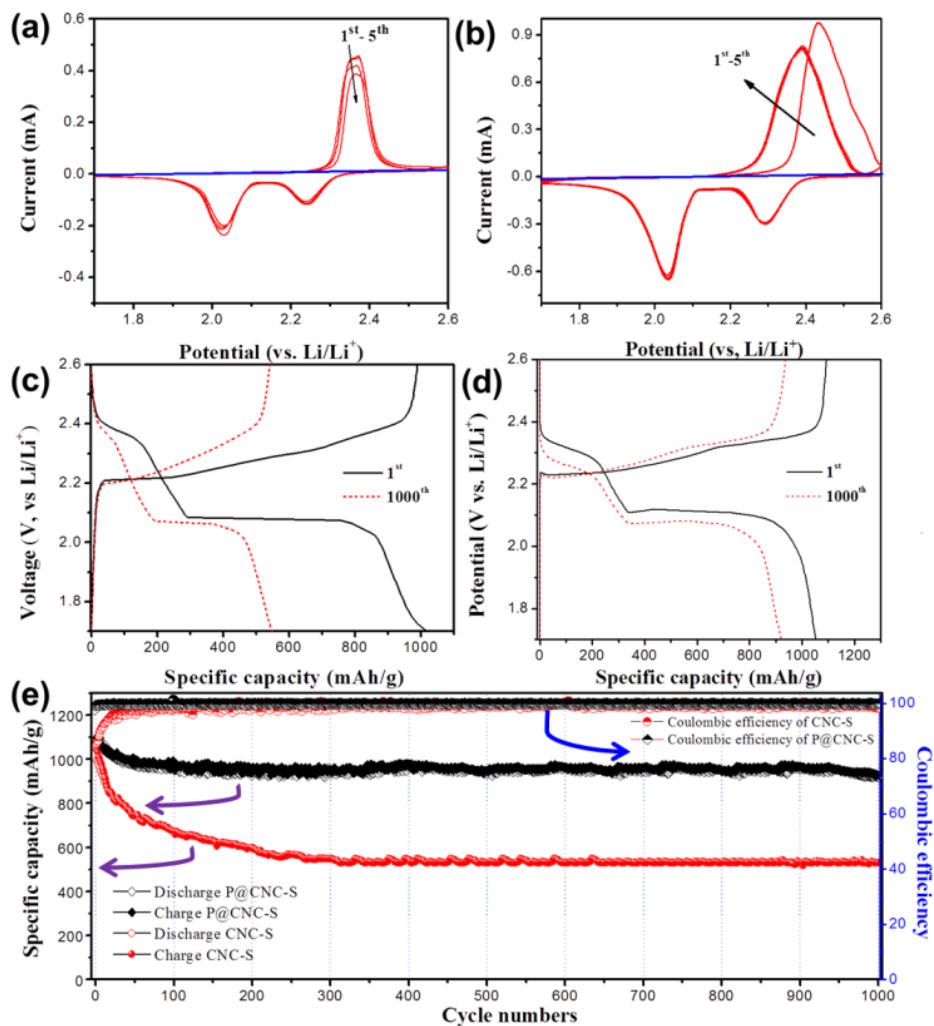 (a)
1st- 5th
Current (mA)
0.6
0.4
0.2
0.0
-0.2
-0.4
1.8 2.0 2.2 2.4 2.6
Potential (vs. Li/Li+)
(b)
1st-5th
Current (mA)
0.9
0.6
0.3
0.0
-0.3
-0.6
1.8 2.0 2.2 2.4 2.6
Potential (vs, Li/Li+)
(c)
Voltage ( V, vs Li/Li+)
2.6
2.4
2.2
2.0
1.8
1st
1000th
0 200 400 600 800 1000
Specific capacity (mAh/g)
(d)
Potential (V vs. Li/Li+)
2.6
2.4
2.2
2.0
1.8
1st
1000th
0 200 400 600 800 1000 1200
Specific capacity (mAh/g)
(e)
Specific capacity (mAh/g)
1200
1000
800
600
400
200
0
Coulombic efficiency of CNC-S
Coulombic efficiency of P@CNC-S
Discharge P@CNC-S
Charge P@CNC-S
Discharge CNC-S
Charge CNC-S
100
80
60
40
20
0
Coulombic efficiency
0 100 200 300 400 500 600 700 800 900 1000
Cycle numbers